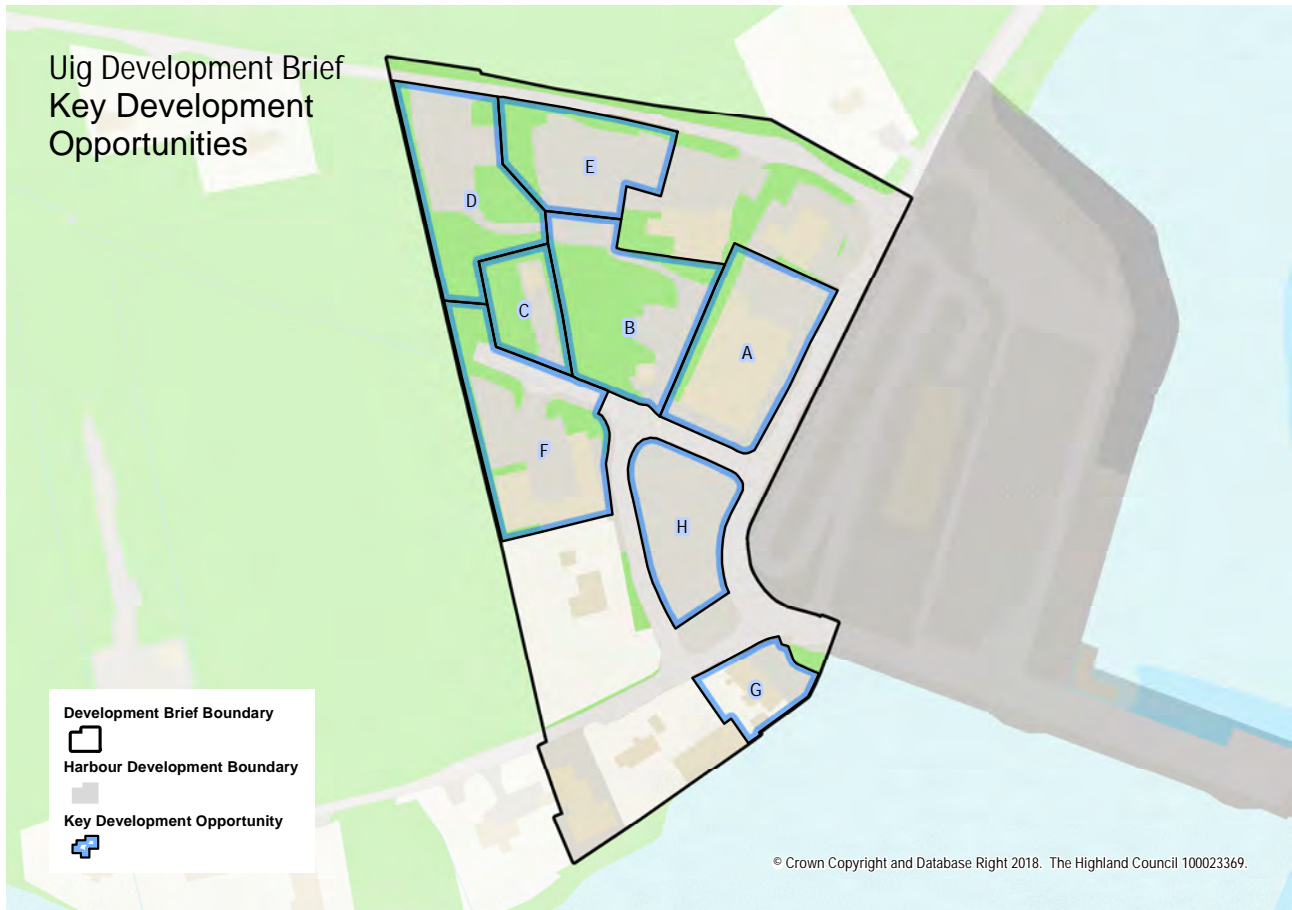 Uig Development Brief
Key Development
Opportunities
E
D
C
B
A
F
H
G
Development Brief Boundary
Harbour Development Boundary
Key Development Opportunity
© Crown Copyright and Database Right 2018. The Highland Council 100023369.